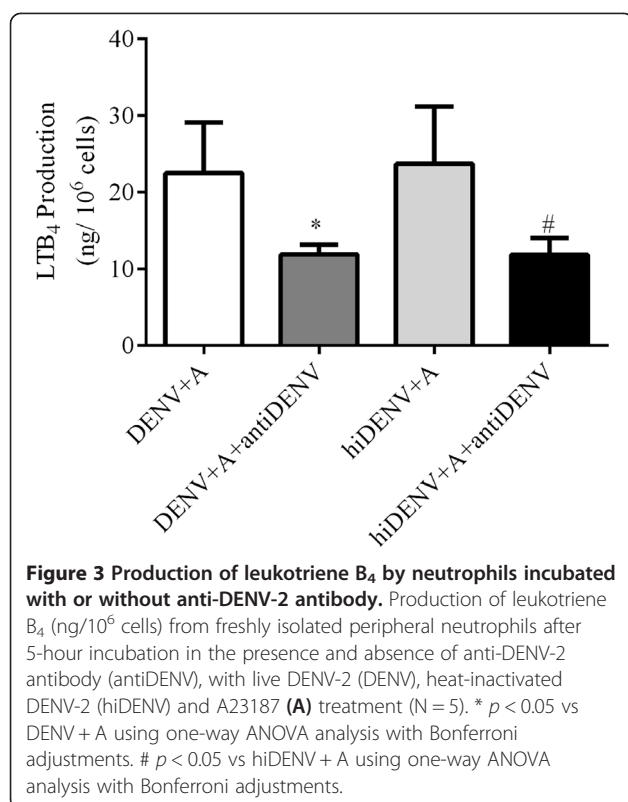 40
30
20
10
0
LTB₄ Production
(ng/ 10⁶ cells)
*
#
DENV+A
DENV+A+antiDENV
hiDENV+A
hiDENV+A+antiDENV
Figure 3 Production of leukotriene B₄ by neutrophils incubated
with or without anti-DENV-2 antibody. Production of leukotriene
B₄ (ng/10⁶ cells) from freshly isolated peripheral neutrophils after
5-hour incubation in the presence and absence of anti-DENV-2
antibody (antiDENV), with live DENV-2 (DENV), heat-inactivated
DENV-2 (hiDENV) and A23187 (A) treatment (N = 5). * p < 0.05 vs
DENV + A using one-way ANOVA analysis with Bonferroni
adjustments. # p < 0.05 vs hiDENV + A using one-way ANOVA
analysis with Bonferroni adjustments.